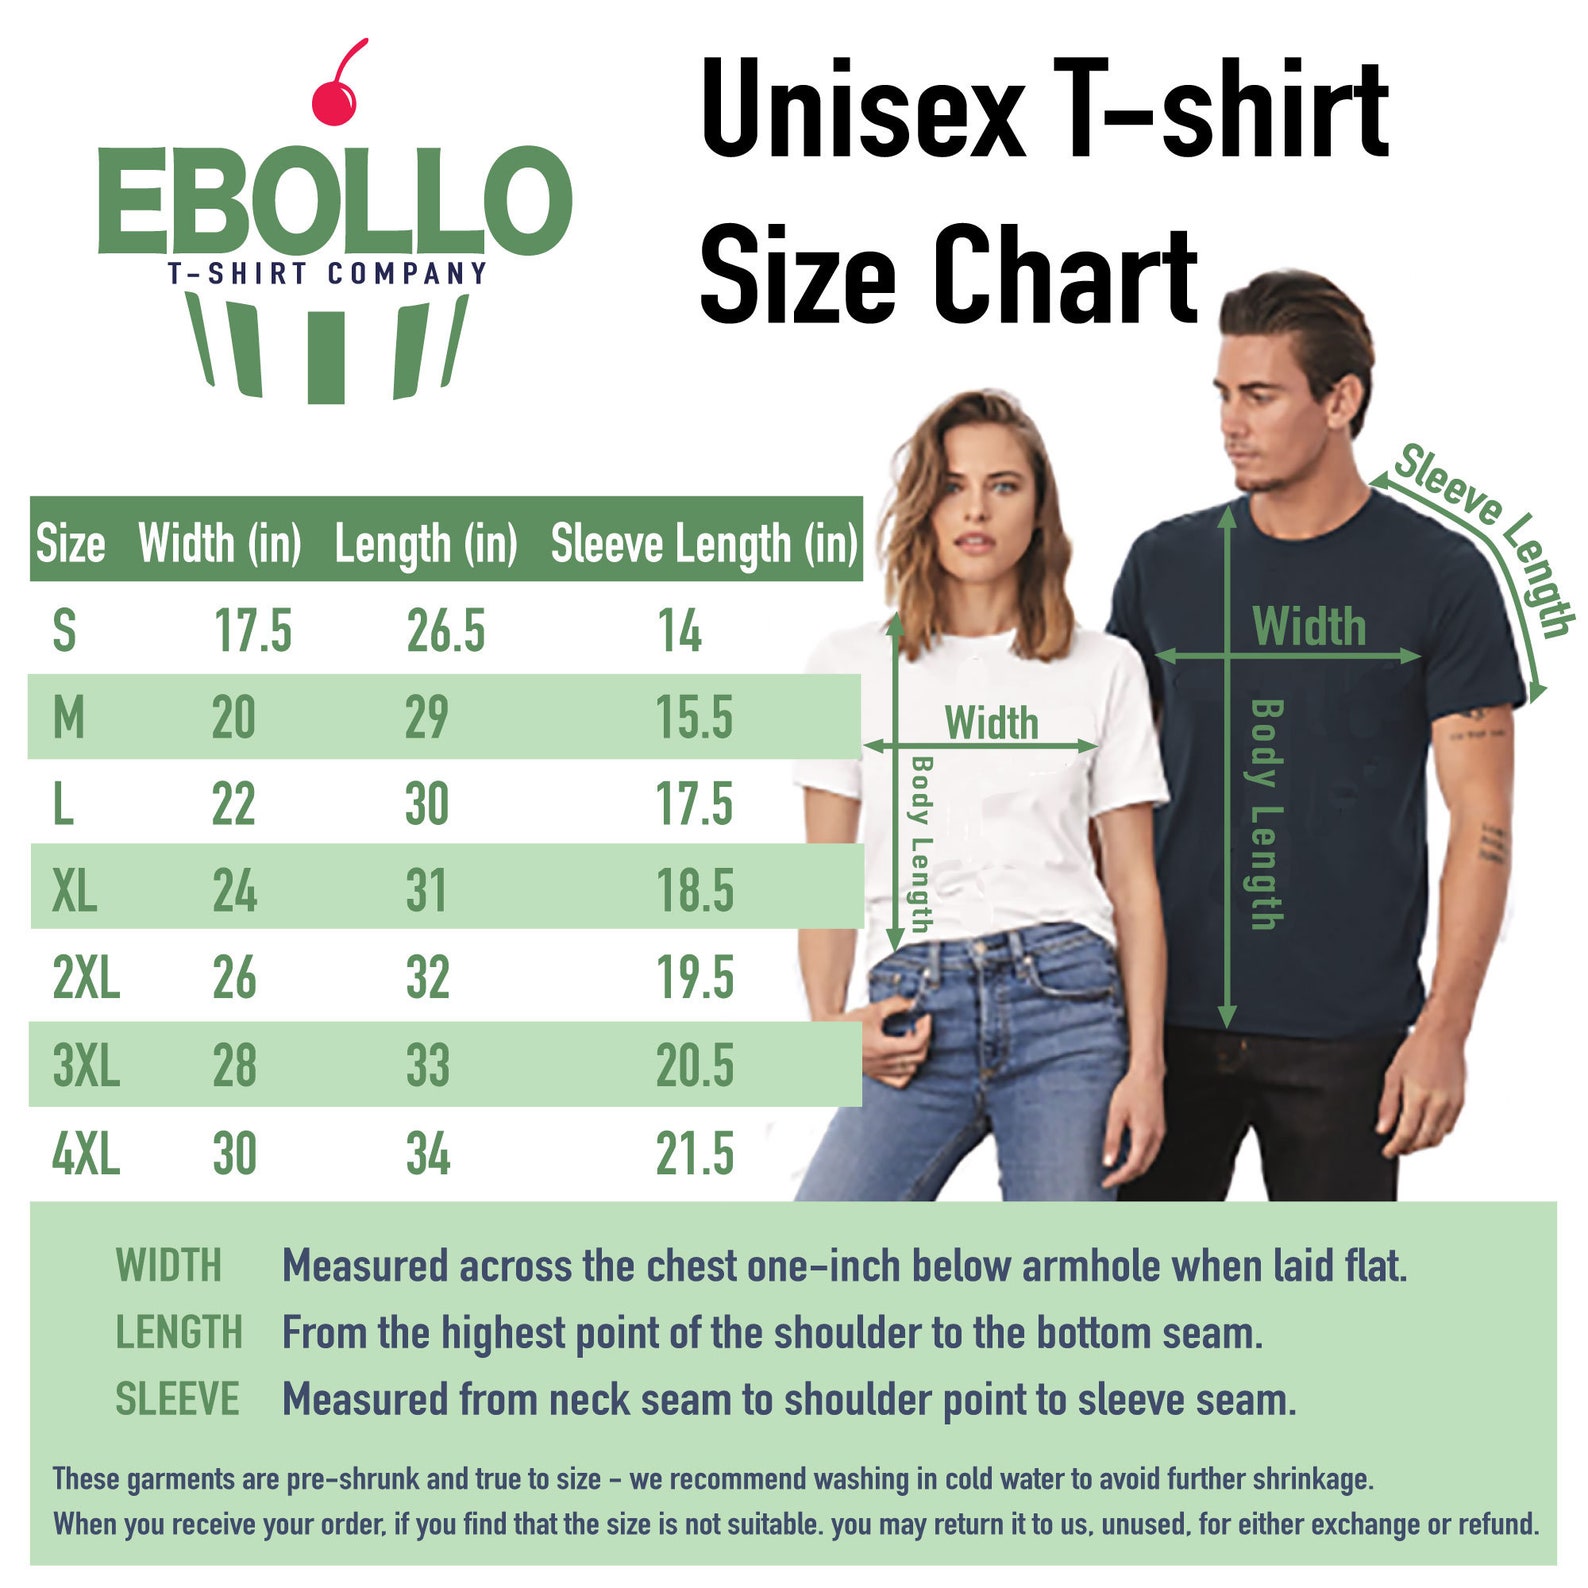 EBOLLO
T-SHIRT COMPANY
Unisex T-shirt
Size Chart
Size Width (in) Length (in) Sleeve Length (in)
S 17.5 26.5 14
M 20 29 15.5
L 22 30 17.5
XL 24 31 18.5
2XL 26 32 19.5
3XL 28 33 20.5
4XL 30 34 21.5
Width
Body Length
Width
Body Length
Sleeve Length
WIDTH Measured across the chest one-inch below armhole when laid flat.
LENGTH From the highest point of the shoulder to the bottom seam.
SLEEVE Measured from neck seam to shoulder point to sleeve seam.
These garments are pre-shrunk and true to size - we recommend washing in cold water to avoid further shrinkage.
When you receive your order, if you find that the size is not suitable. you may return it to us, unused, for either exchange or refund.